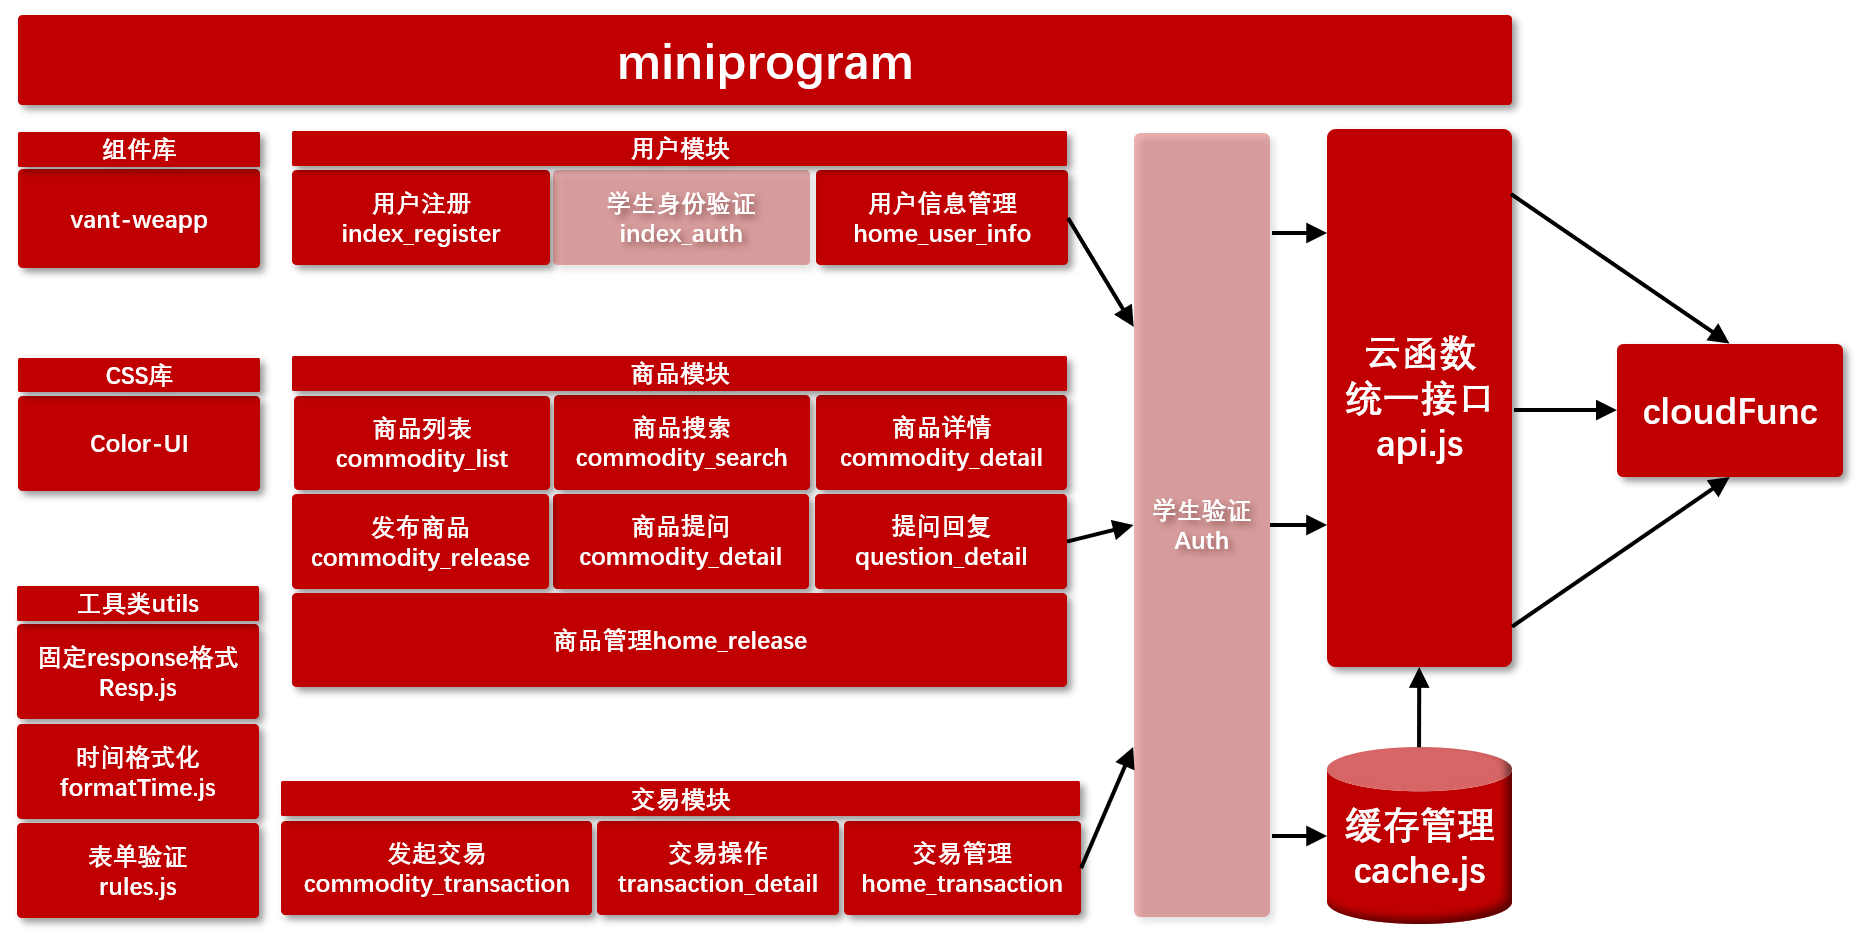 miniprogram
组件库
vant-weapp
CSS库
Color-UI
工具类utils
固定response格式
Resp.js
时间格式化
formatTime.js
表单验证
rules.js
用户模块
用户注册
index_register
学生身份验证
index_auth
用户信息管理
home_user_info
商品模块
商品列表
commodity_list
商品搜索
commodity_search
商品详情
commodity_detail
发布商品
commodity_release
商品提问
commodity_detail
提问回复
question_detail
商品管理home_release
交易模块
发起交易
commodity_transaction
交易操作
transaction_detail
交易管理
home_transaction
学生验证
Auth
云函数
统一接口
api.js
缓存管理
cache.js
cloudFunc